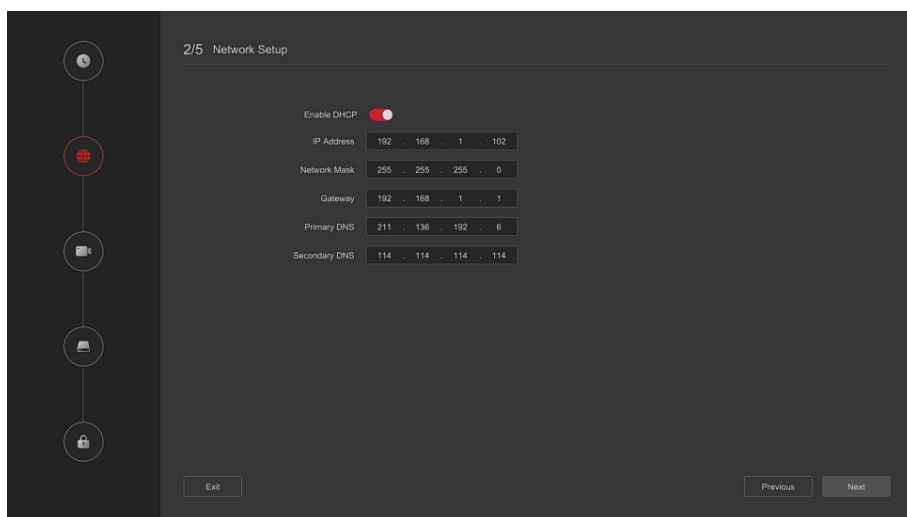 2/5 Network Setup
Enable DHCP
IP Address 192 . 168 . 1 . 102
Network Mask 255 . 255 . 255 . 0
Gateway 192 . 168 . 1 . 1
Primary DNS 211 . 136 . 192 . 6
Secondary DNS 114 . 114 . 114 . 114
Exit Previous Next